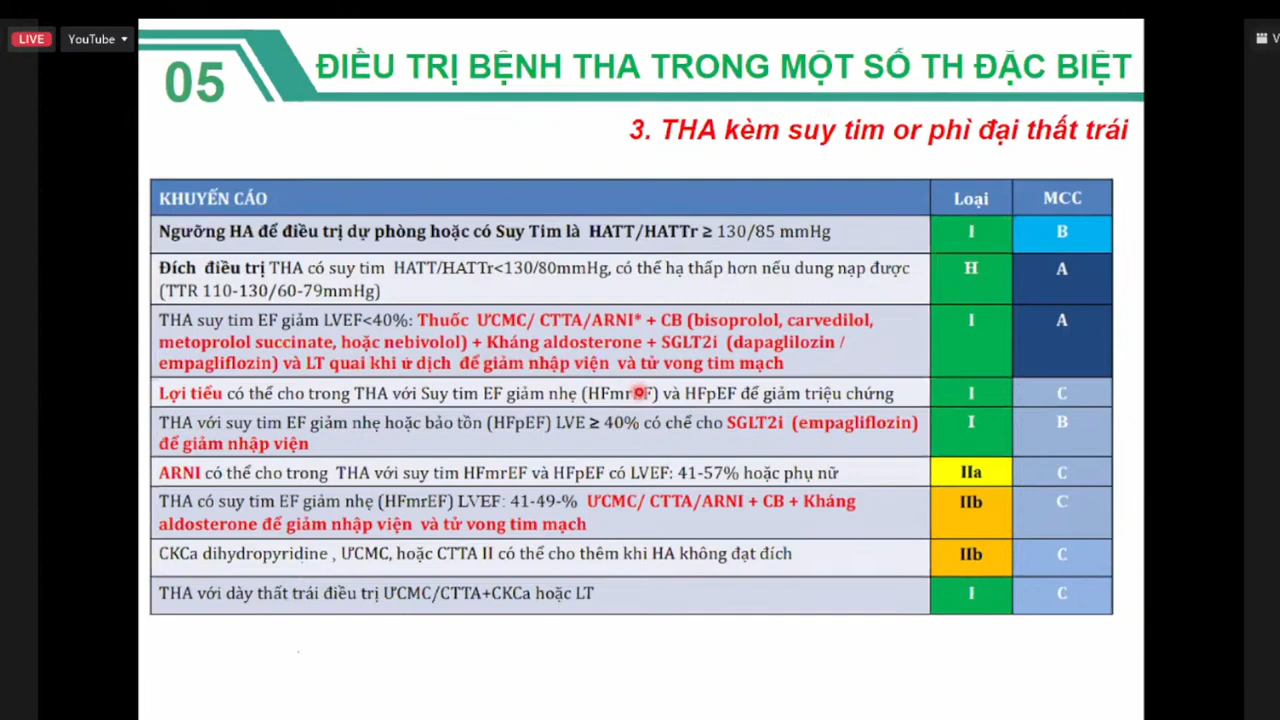 LIVE
YouTube
V
05
ĐIỀU TRỊ BỆNH THA TRONG MỘT SỐ TH ĐẶC BIỆT
3. THA kèm suy tim or phì đại thất trái
KHUYẾN CÁO Loại MCC
Ngưỡng HA để điều trị dự phòng hoặc có Suy Tim là HATT/HATTr ≥ 130/85 mmHg I B
Đích điều trị THA có suy tim HATT/HATTr<130/80mmHg, có thể hạ thấp hơn nếu dung nạp được H A
(TTR 110-130/60-79mmHg)
THA suy tim EF giảm LVEF<40%: Thuốc ƯCMC/ CTTA/ARNI* + CB (bisoprolol, carvedilol, I A
metoprolol succinate, hoặc nebivolol) + Kháng aldosterone + SGLT2i (dapaglilozin /
empagliflozin) và LT quai khi ứ dịch để giảm nhập viện và tử vong tim mạch
Lợi tiểu có thể cho trong THA với Suy tim EF giảm nhẹ (HFmrEF) và HFpEF để giảm triệu chứng I C
THA với suy tim EF giảm nhẹ hoặc bảo tồn (HFpEF) LVE ≥ 40% có chể cho SGLT2i (empagliflozin) I B
để giảm nhập viện
ARNI có thể cho trong THA với suy tim HFmrEF và HFpEF có LVEF: 41-57% hoặc phụ nữ IIa C
THA có suy tim EF giảm nhẹ (HFmrEF) LVEF: 41-49-% ƯCMC/ CTTA/ARNI + CB + Kháng IIb C
aldosterone để giảm nhập viện và tử vong tim mạch
CKCa dihydropyridine , ƯCMC, hoặc CTTA II có thể cho thêm khi HA không đạt đích IIb C
THA với dày thất trái điều trị ƯCMC/CTTA+CKCa hoặc LT I C